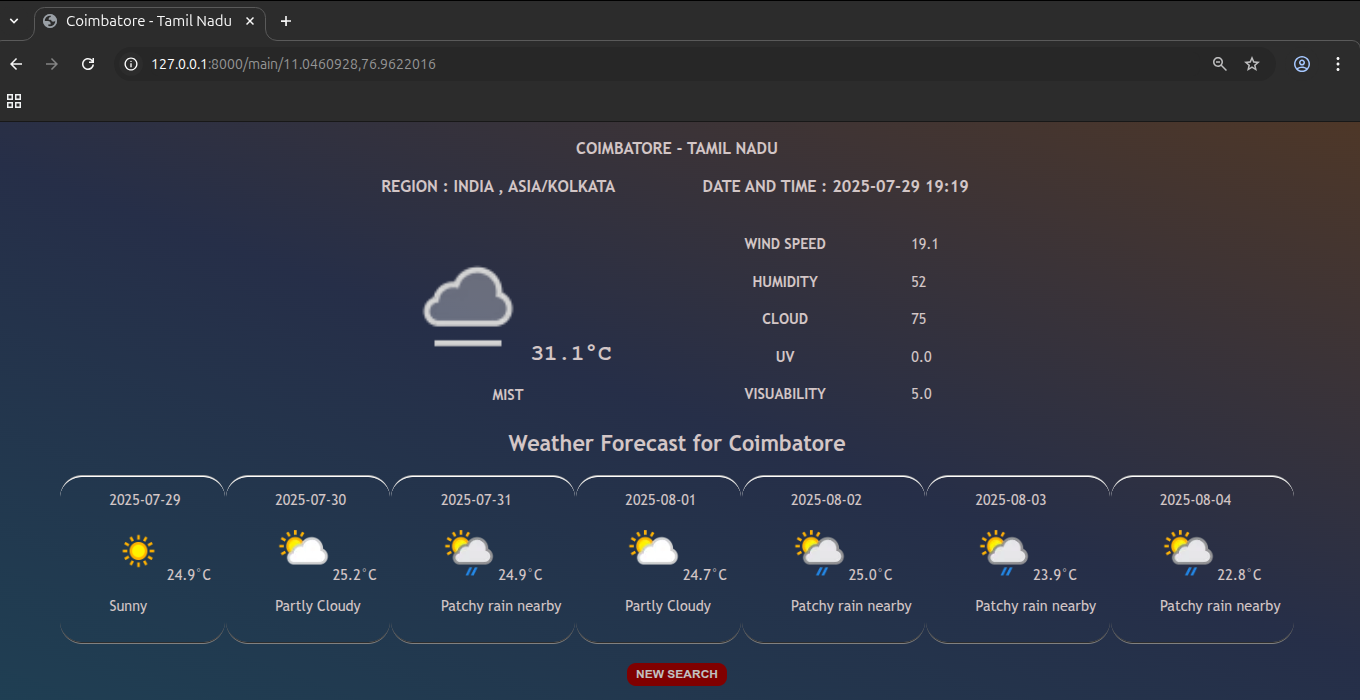 Coimbatore - Tamil Nadu
127.0.0.1:8000/main/11.0460928,76.9622016
COIMBATORE - TAMIL NADU
REGION : INDIA , ASIA/KOLKATA DATE AND TIME : 2025-07-29 19:19
WIND SPEED 19.1
HUMIDITY 52
CLOUD 75
31.1°C
UV 0.0
MIST
VISUABILITY 5.0
Weather Forecast for Coimbatore
2025-07-29 2025-07-30 2025-07-31 2025-08-01 2025-08-02 2025-08-03 2025-08-04
24.9°C 25.2°C 24.9°C 24.7°C 25.0°C 23.9°C 22.8°C
Sunny Partly Cloudy Patchy rain nearby Partly Cloudy Patchy rain nearby Patchy rain nearby Patchy rain nearby
NEW SEARCH